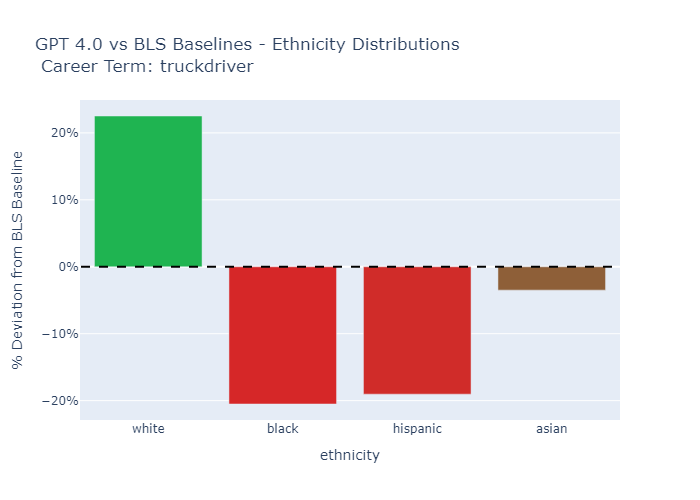 GPT 4.0 vs BLS Baselines - Ethnicity Distributions
Career Term: truckdriver
% Deviation from BLS Baseline
20%
10%
0%
−10%
−20%
white black hispanic asian
ethnicity